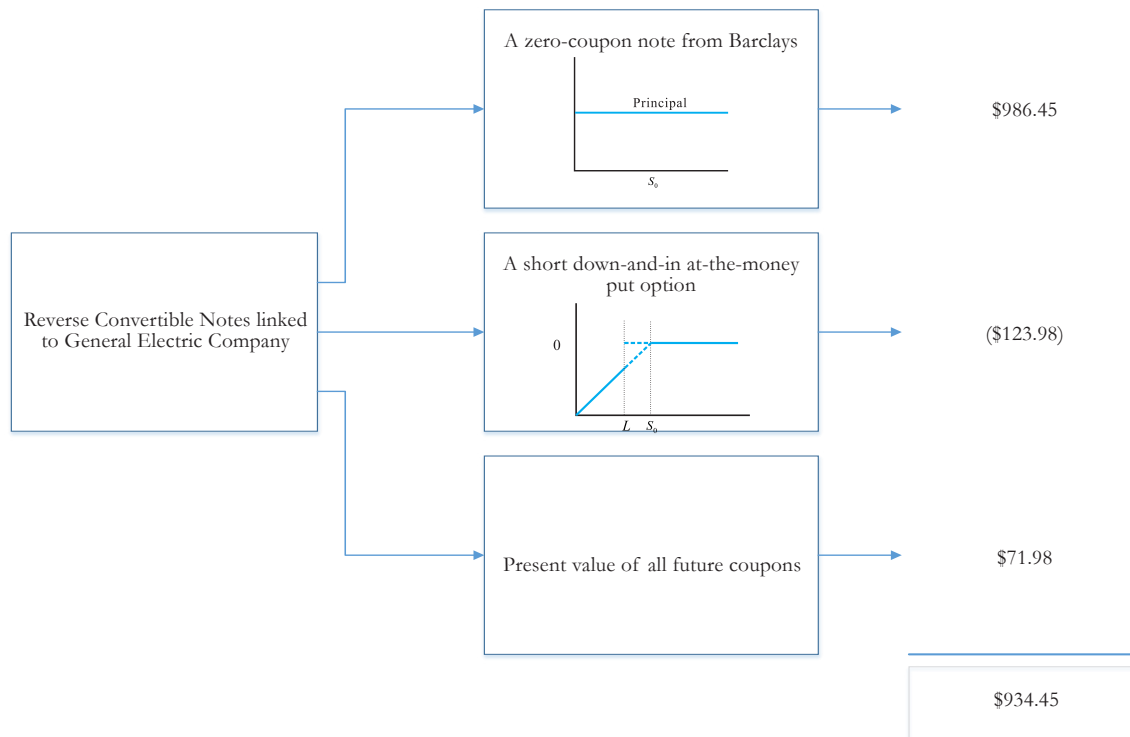 A zero-coupon note from Barclays
Principal
S₀
$986.45
Reverse Convertible Notes linked
to General Electric Company
A short down-and-in at-the-money
put option
0
L S₀
($123.98)
Present value of all future coupons
$71.98
$934.45